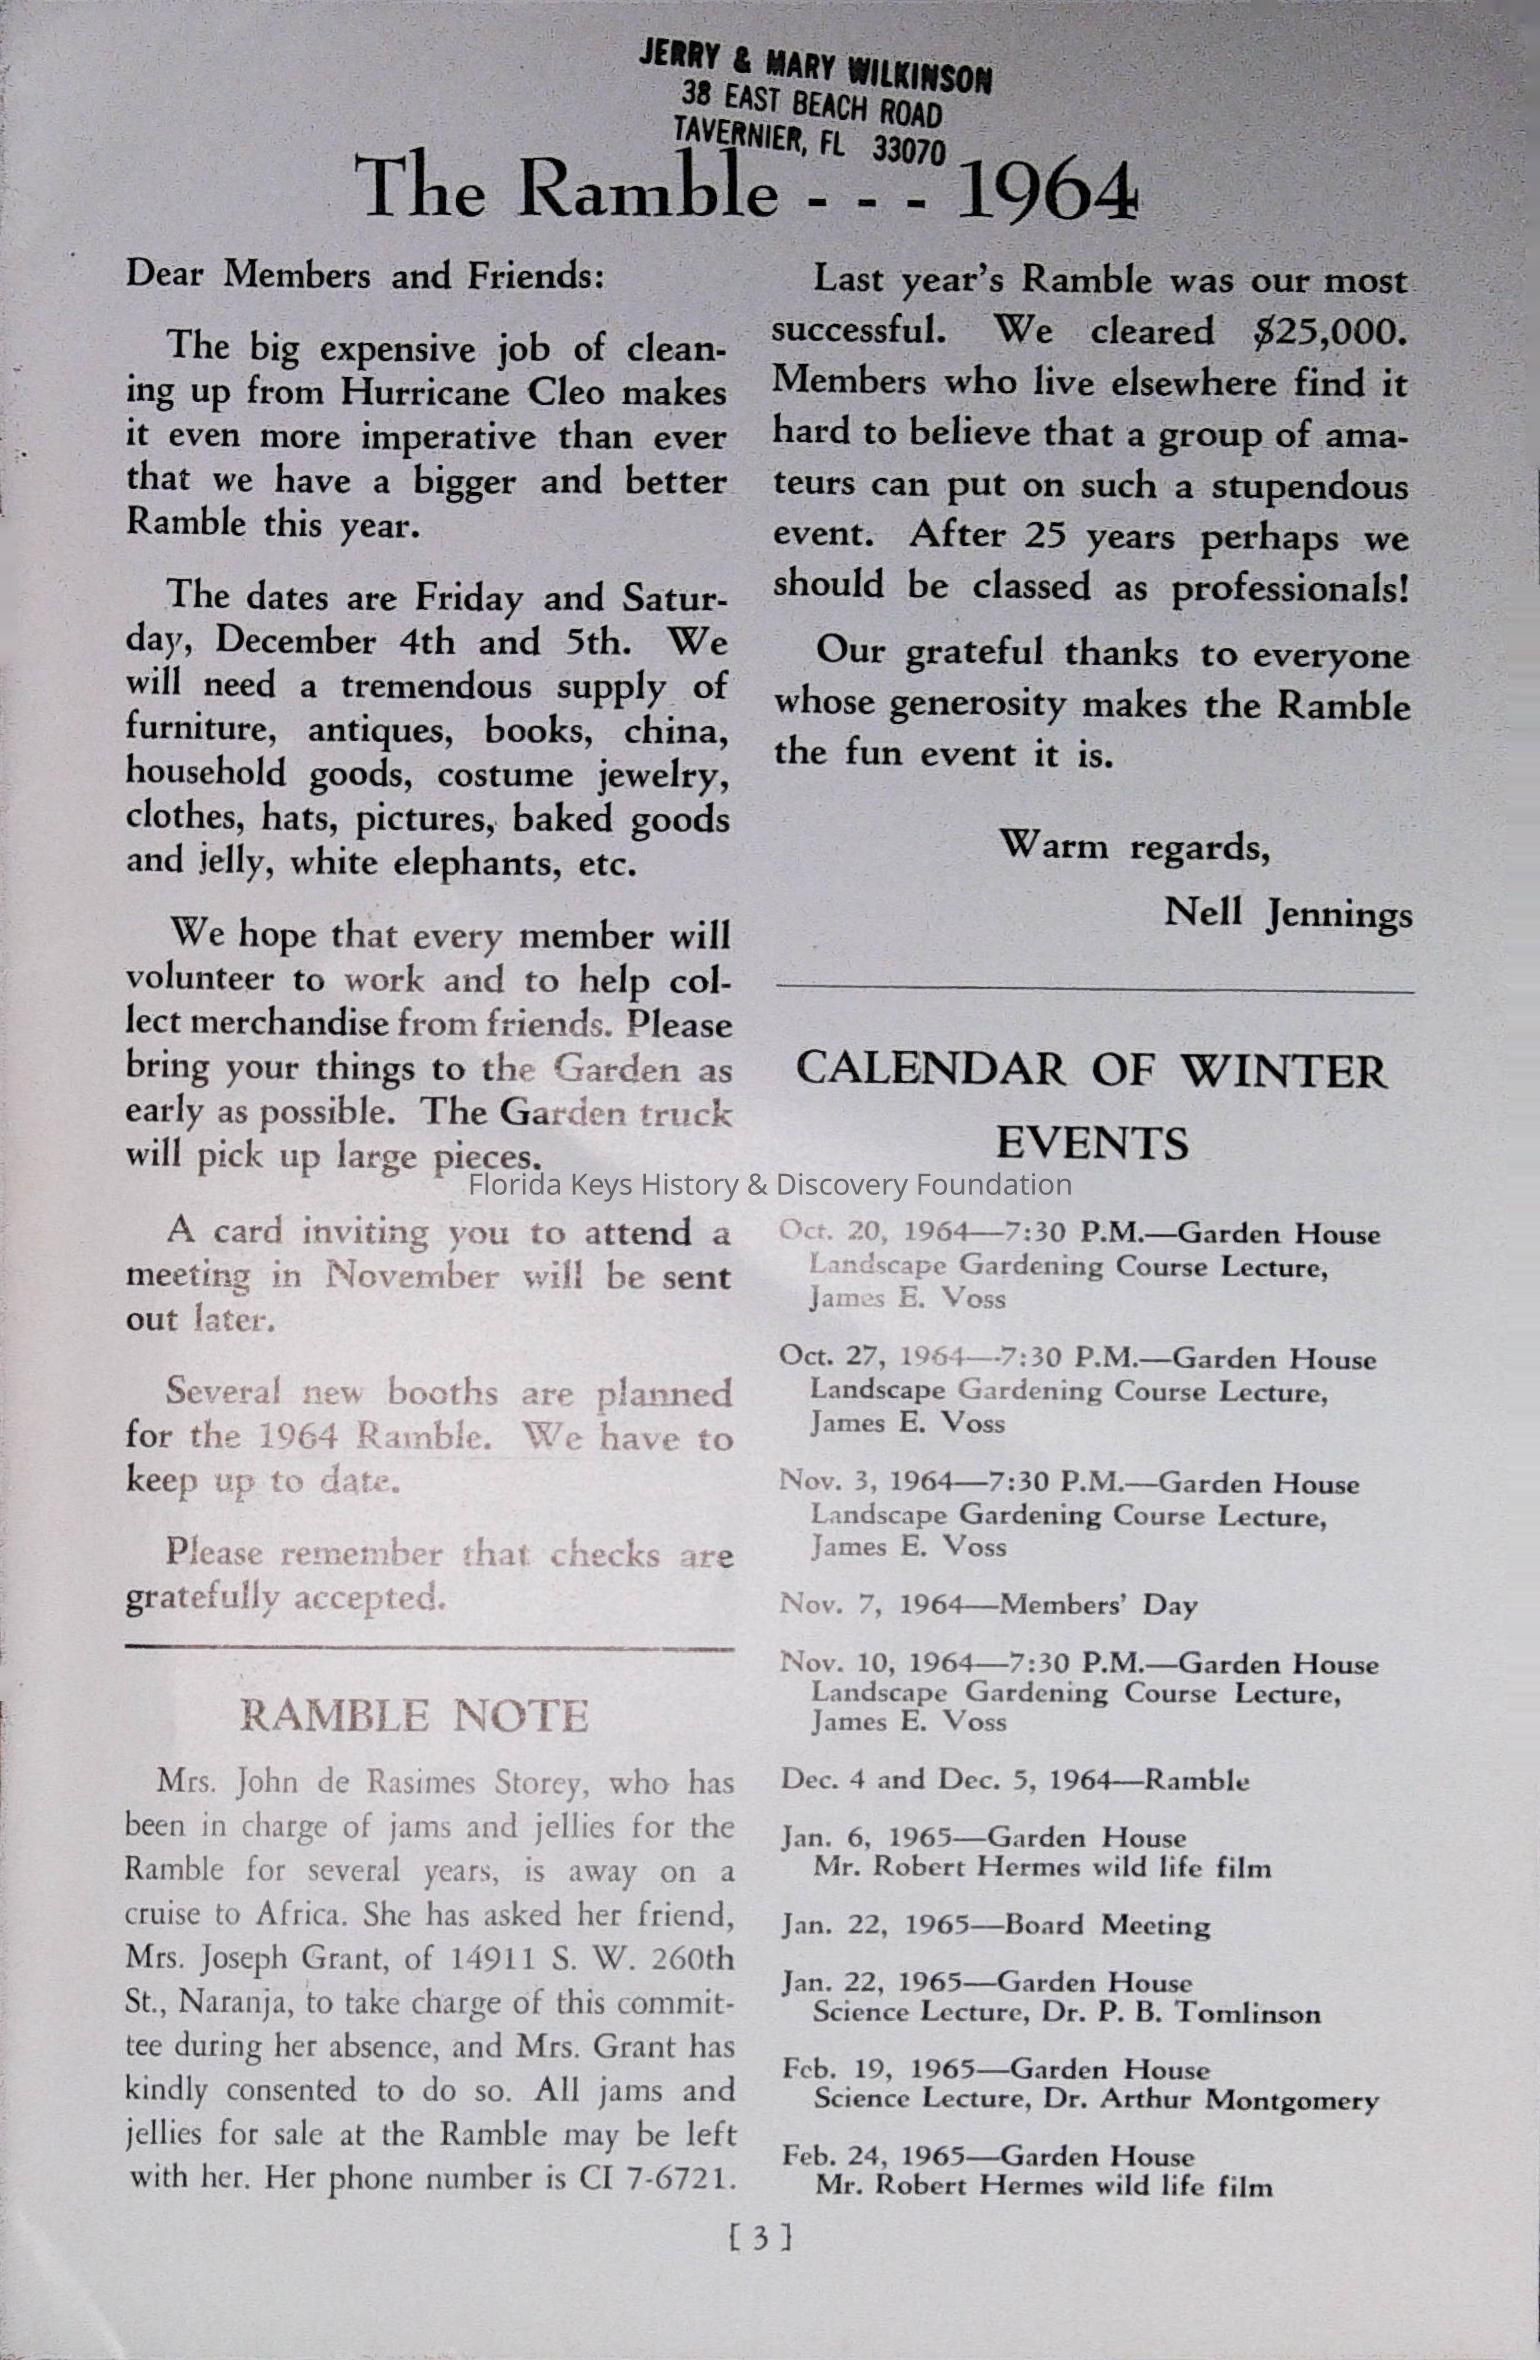 JERRY & MARY WILKINSON
38 EAST BEACH ROAD
TAVERNIER, FL 33070
The Ramble - - - 1964
Dear Members and Friends:
The big expensive job of clean-
ing up from Hurricane Cleo makes
it even more imperative than ever
that we have a bigger and better
Ramble this year.
The dates are Friday and Satur-
day, December 4th and 5th. We
will need a tremendous supply of
furniture, antiques, books, china,
household goods, costume jewelry,
clothes, hats, pictures, baked goods
and jelly, white elephants, etc.
We hope that every member will
volunteer to work and to help col-
lect merchandise from friends. Please
bring your things to the Garden as
early as possible. The Garden truck
will pick up large pieces.
A card inviting you to attend a
meeting in November will be sent
out later.
Several new booths are planned
for the 1964 Ramble. We have to
keep up to date.
Please remember that checks are
gratefully accepted.
RAMBLE NOTE
Mrs. John de Rasimes Storey, who has
been in charge of jams and jellies for the
Ramble for several years, is away on a
cruise to Africa. She has asked her friend,
Mrs. Joseph Grant, of 14911 S. W. 260th
St., Naranja, to take charge of this commit-
tee during her absence, and Mrs. Grant has
kindly consented to do so. All jams and
jellies for sale at the Ramble may be left
with her. Her phone number is CI 7-6721.
Last year's Ramble was our most
successful. We cleared $25,000.
Members who live elsewhere find it
hard to believe that a group of ama-
teurs can put on such a stupendous
event. After 25 years perhaps we
should be classed as professionals!
Our grateful thanks to everyone
whose generosity makes the Ramble
the fun event it is.
Warm regards,
Nell Jennings
CALENDAR OF WINTER
EVENTS
Oct. 20, 1964—7:30 P.M.—Garden House
Landscape Gardening Course Lecture,
James E. Voss
Oct. 27, 1964—7:30 P.M.—Garden House
Landscape Gardening Course Lecture,
James E. Voss
Nov. 3, 1964—7:30 P.M.—Garden House
Landscape Gardening Course Lecture,
James E. Voss
Nov. 7, 1964—Members' Day
Nov. 10, 1964—7:30 P.M.—Garden House
Landscape Gardening Course Lecture,
James E. Voss
Dec. 4 and Dec. 5, 1964—Ramble
Jan. 6, 1965—Garden House
Mr. Robert Hermes wild life film
Jan. 22, 1965—Board Meeting
Jan. 22, 1965—Garden House
Science Lecture, Dr. P. B. Tomlinson
Feb. 19, 1965—Garden House
Science Lecture, Dr. Arthur Montgomery
Feb. 24, 1965—Garden House
Mr. Robert Hermes wild life film
[ 3 ]
Florida Keys History & Discovery Foundation